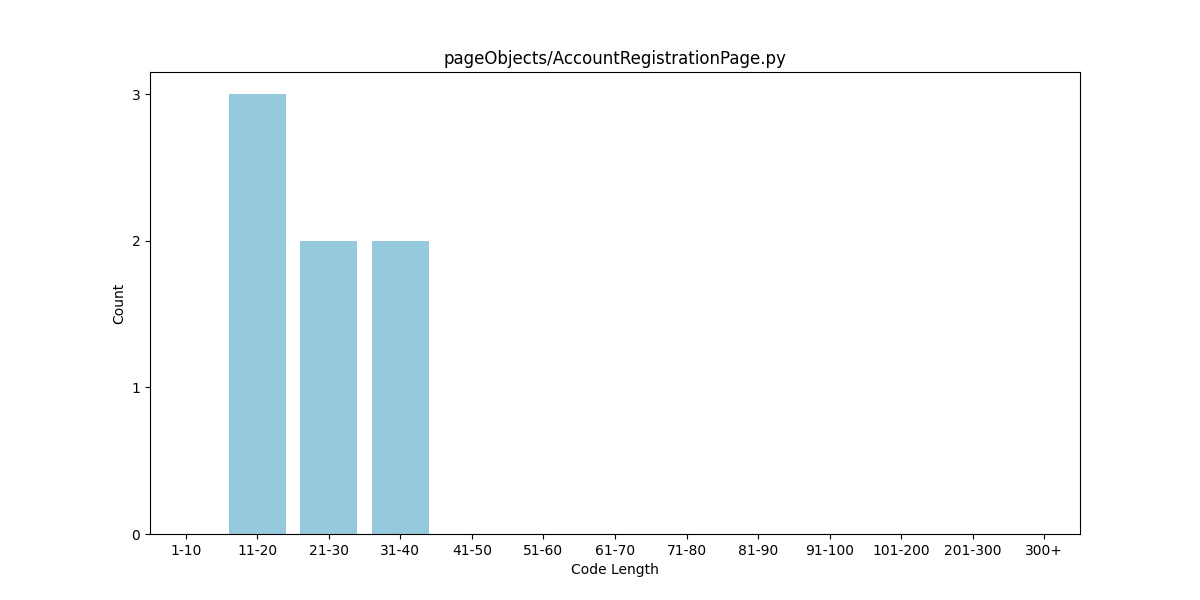 pageObjects/AccountRegistrationPage.py
3
2
1
0
Count
1-10 11-20 21-30 31-40 41-50 51-60 61-70 71-80 81-90 91-100 101-200 201-300 300+
Code Length